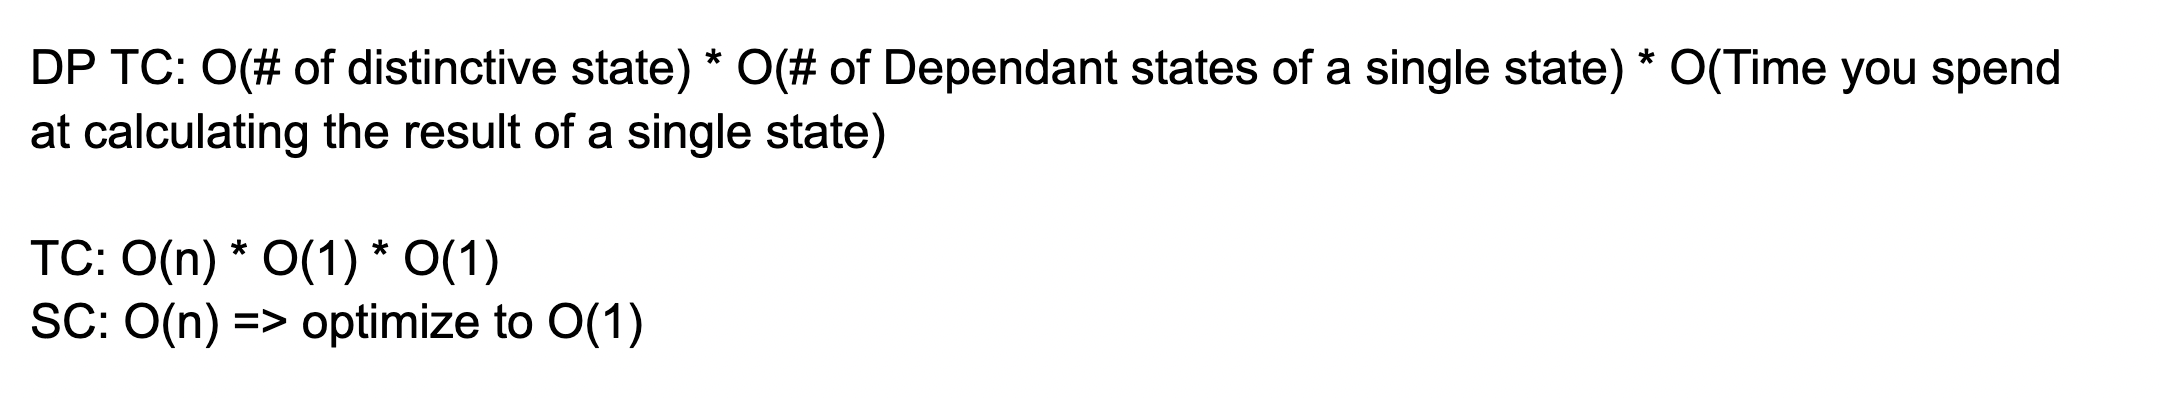 DP TC: O(# of distinctive state) * O(# of Dependant states of a single state) * O(Time you spend
at calculating the result of a single state)
TC: O(n) * O(1) * O(1)
SC: O(n) => optimize to O(1)